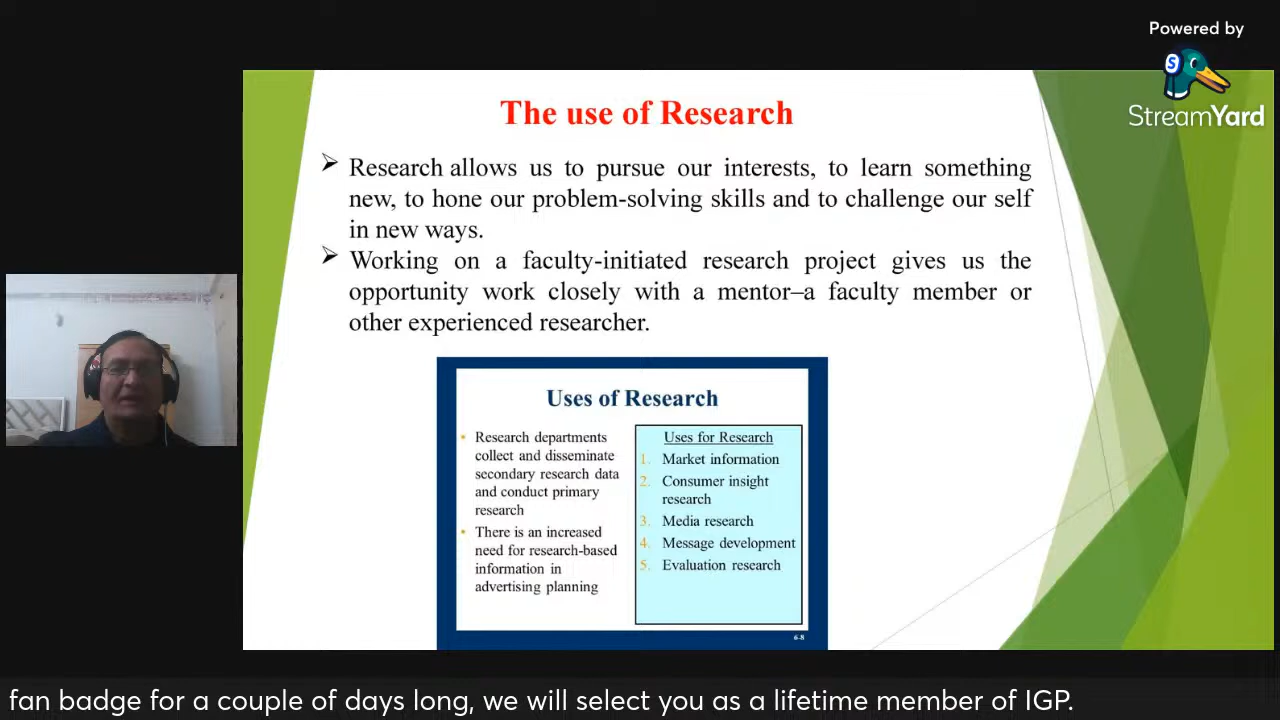 Powered by
StreamYard
The use of Research
➢ Research allows us to pursue our interests, to learn something
new, to hone our problem-solving skills and to challenge our self
in new ways.
➢ Working on a faculty-initiated research project gives us the
opportunity work closely with a mentor–a faculty member or
other experienced researcher.
Uses of Research
• Research departments
collect and disseminate
secondary research data
and conduct primary
research
• There is an increased
need for research-based
information in
advertising planning
Uses for Research
1. Market information
2. Consumer insight
research
3. Media research
4. Message development
5. Evaluation research
6-8
fan badge for a couple of days long, we will select you as a lifetime member of IGP.